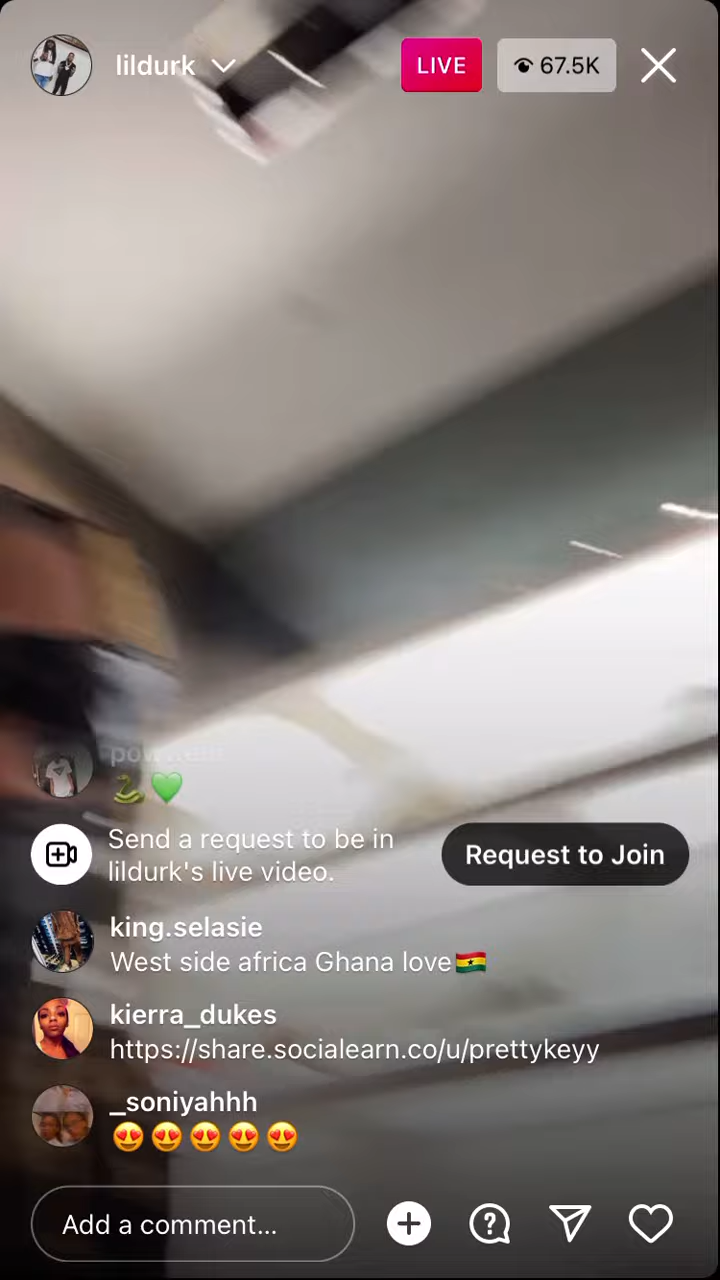 lildurk
LIVE
67.5K
🐍💚
Send a request to be in
lildurk's live video.
Request to Join
king.selasie
West side africa Ghana love🇬🇭
kierra_dukes
https://share.socialearn.co/u/prettykeyy
_soniyahhh
😍😍😍😍😍
Add a comment...